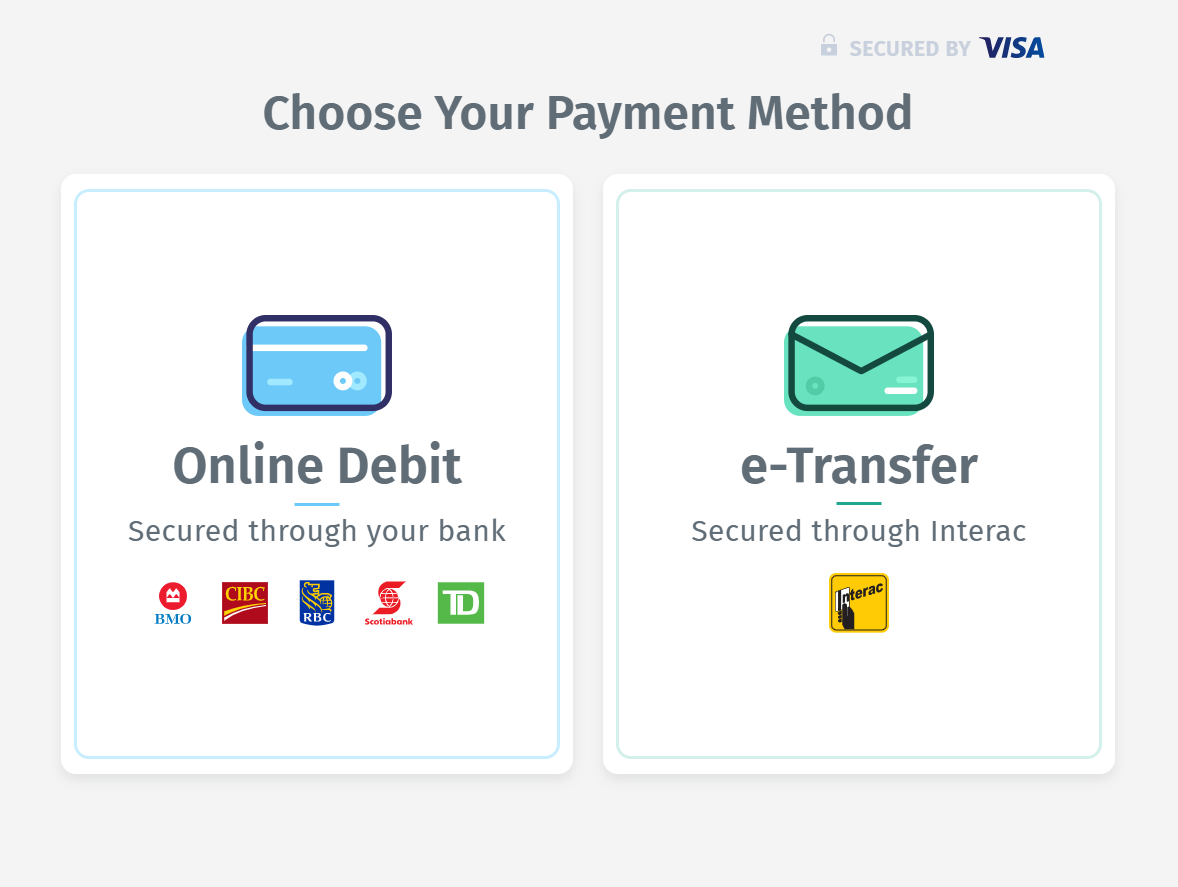 SECURED BY VISA
Choose Your Payment Method
Online Debit
Secured through your bank
BMO
CIBC
RBC
Scotiabank
TD
e-Transfer
Secured through Interac
Interac